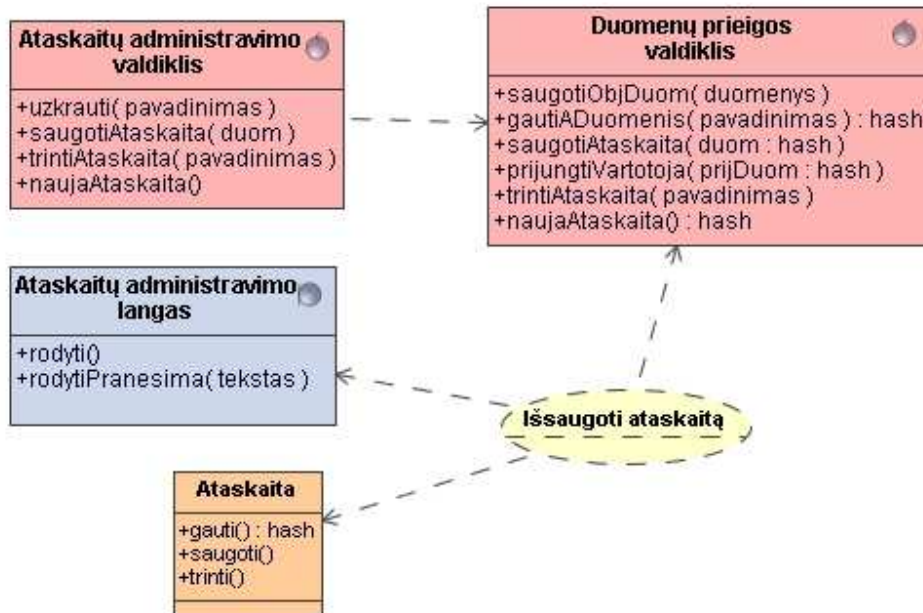 Ataskaitų administravimo
valdiklis
+uzkrauti( pavadinimas )
+saugotiAtaskaita( duom )
+trintiAtaskaita( pavadinimas )
+naujaAtaskaita()
Duomenų prieigos
valdiklis
+saugotiObjDuom( duomenys )
+gautiADuomenis( pavadinimas ) : hash
+saugotiAtaskaita( duom : hash )
+prijungtiVartotoja( prijDuom : hash )
+trintiAtaskaita( pavadinimas )
+naujaAtaskaita() : hash
Ataskaitų administravimo
langas
+rodyti()
+rodytiPranesima( tekstas )
Išsaugoti ataskaitą
Ataskaita
+gauti() : hash
+saugoti()
+trinti()